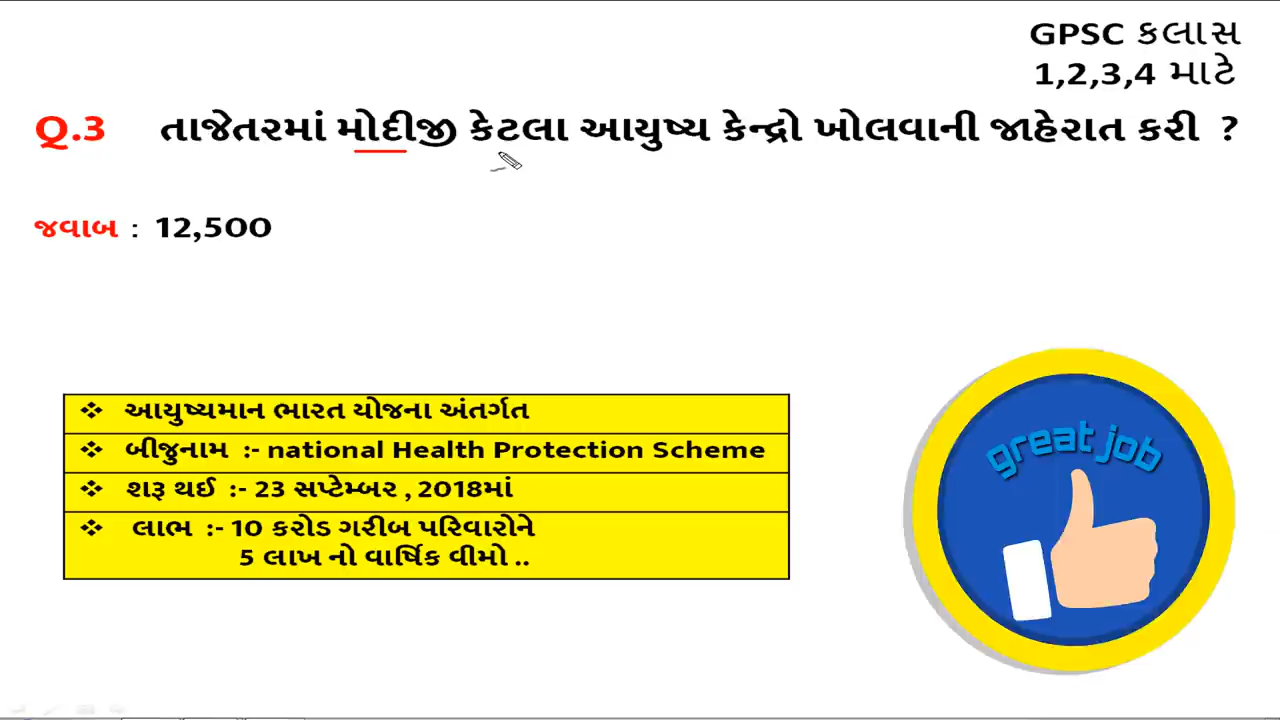 GPSC કલાસ
1,2,3,4 માટે
Q.3 તાજેતરમાં મોદીજી કેટલા આયુષ્ય કેન્દ્રો ખોલવાની જાહેરાત કરી ?
જવાબ : 12,500
❖ આયુષ્યમાન ભારત યોજના અંતર્ગત
❖ બીજુનામ :- national Health Protection Scheme
❖ શરૂ થઈ :- 23 સપ્ટેમ્બર , 2018માં
❖ લાભ :- 10 કરોડ ગરીબ પરિવારોને
5 લાખ નો વાર્ષિક વીમો ..
great job